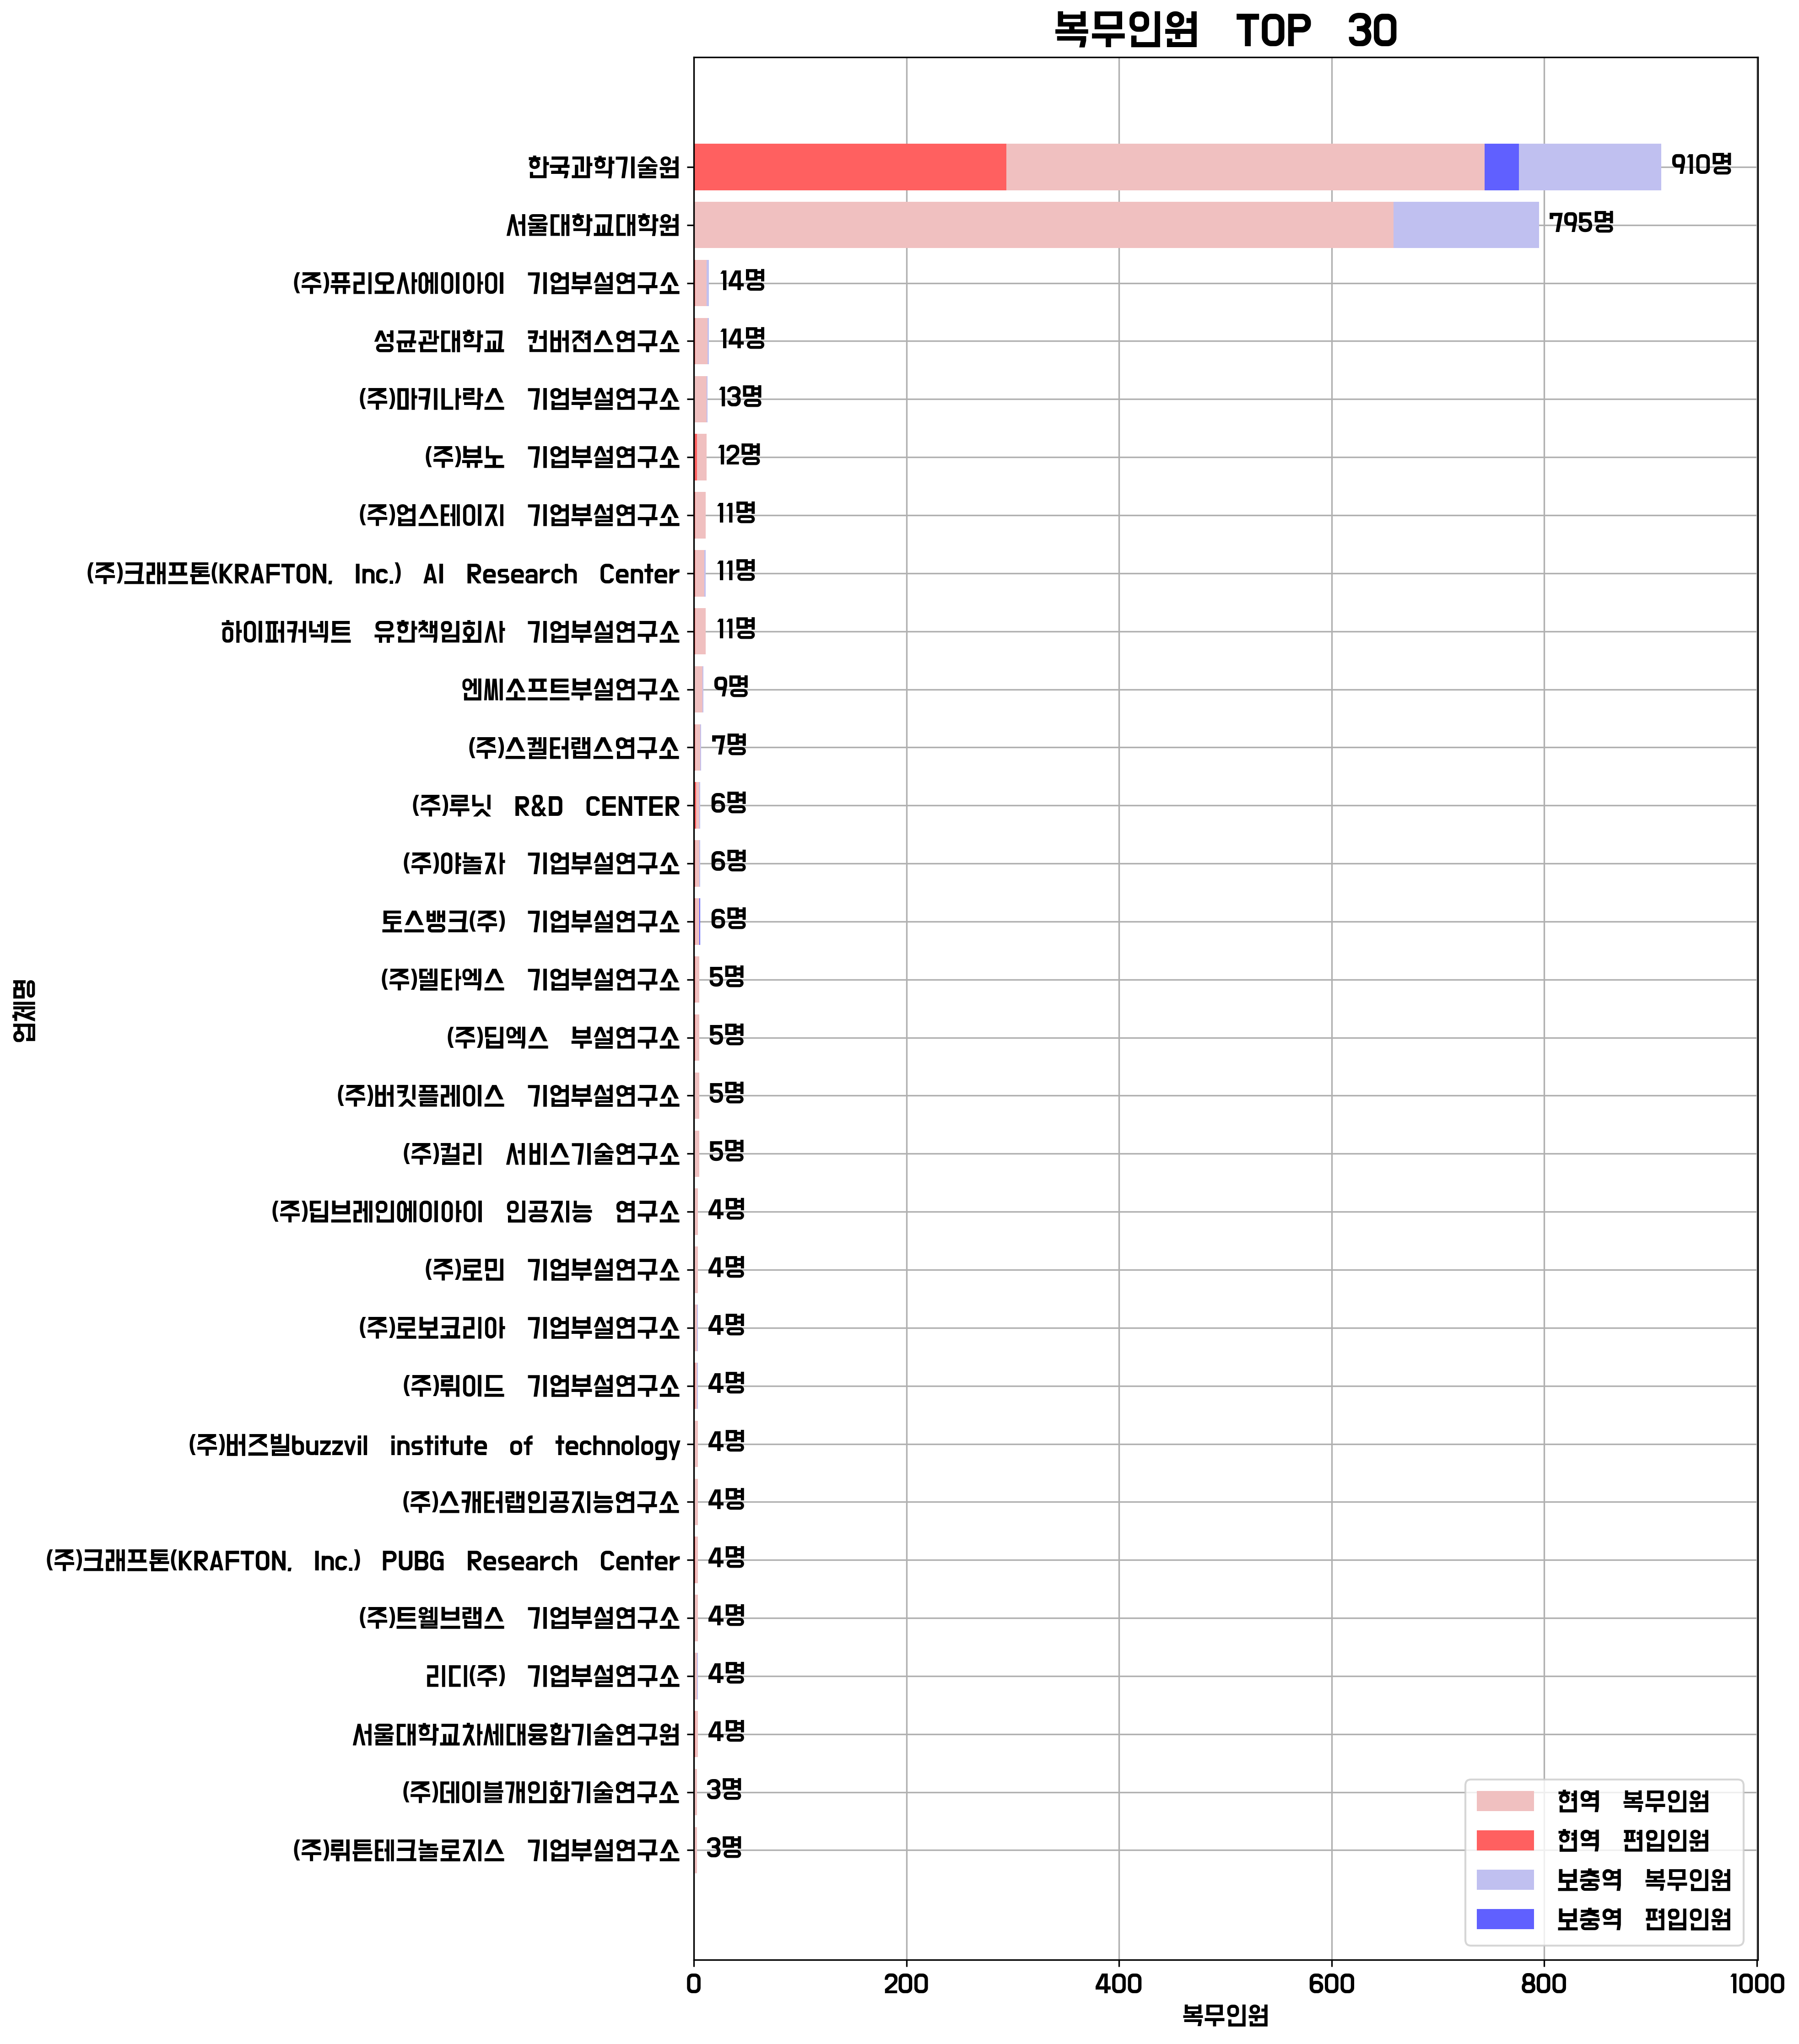 복무인원 TOP 30
한국과학기술원 910명
서울대학교대학원 795명
(주)퓨리오사에이아이 기업부설연구소 14명
성균관대학교 컨버젼스연구소 14명
(주)마키나락스 기업부설연구소 13명
(주)뷰노 기업부설연구소 12명
(주)업스테이지 기업부설연구소 11명
(주)크래프톤(KRAFTON, Inc.) AI Research Center 11명
하이퍼커넥트 유한책임회사 기업부설연구소 11명
엔씨소프트부설연구소 9명
(주)스켈터랩스연구소 7명
(주)루닛 R&D CENTER 6명
(주)야놀자 기업부설연구소 6명
토스뱅크(주) 기업부설연구소 6명
(주)델타엑스 기업부설연구소 5명
(주)딥엑스 부설연구소 5명
(주)버킷플레이스 기업부설연구소 5명
(주)컬리 서비스기술연구소 5명
(주)딥브레인에이아이 인공지능 연구소 4명
(주)로민 기업부설연구소 4명
(주)로보코리아 기업부설연구소 4명
(주)뤼이드 기업부설연구소 4명
(주)버즈빌buzzvil institute of technology 4명
(주)스캐터랩인공지능연구소 4명
(주)크래프톤(KRAFTON, Inc.) PUBG Research Center 4명
(주)트웰브랩스 기업부설연구소 4명
리디(주) 기업부설연구소 4명
서울대학교차세대융합기술연구원 4명
(주)데이블개인화기술연구소 3명
(주)뤼튼테크놀로지스 기업부설연구소 3명
업체명
현역 복무인원
현역 편입인원
보충역 복무인원
보충역 편입인원
0 200 400 600 800 1000
복무인원